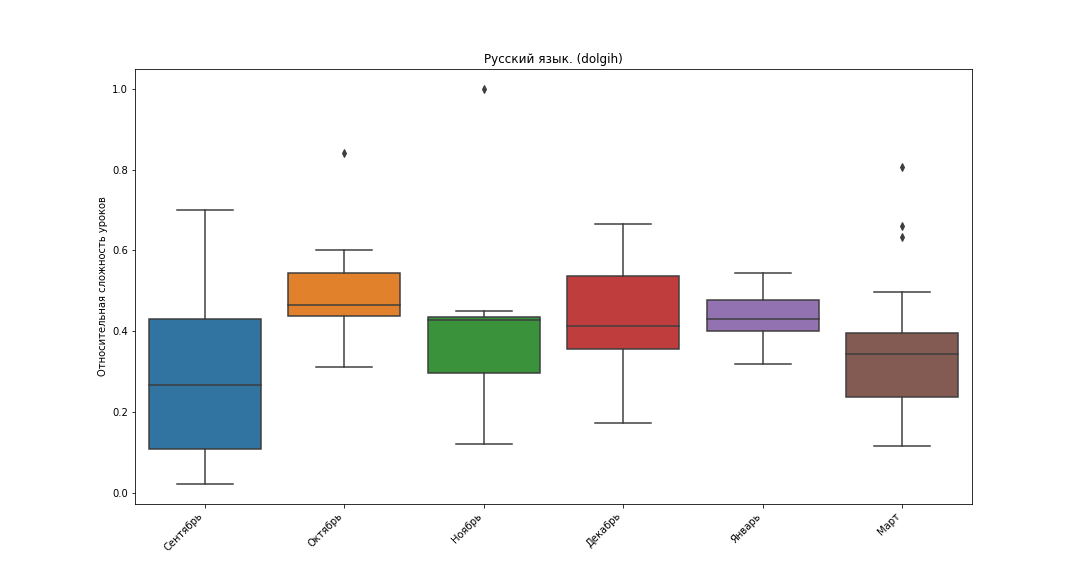 Русский язык. (dolgih)
Относительная сложность уроков
1.0
0.8
0.6
0.4
0.2
0.0
Сентябрь
Октябрь
Ноябрь
Декабрь
Январь
Март